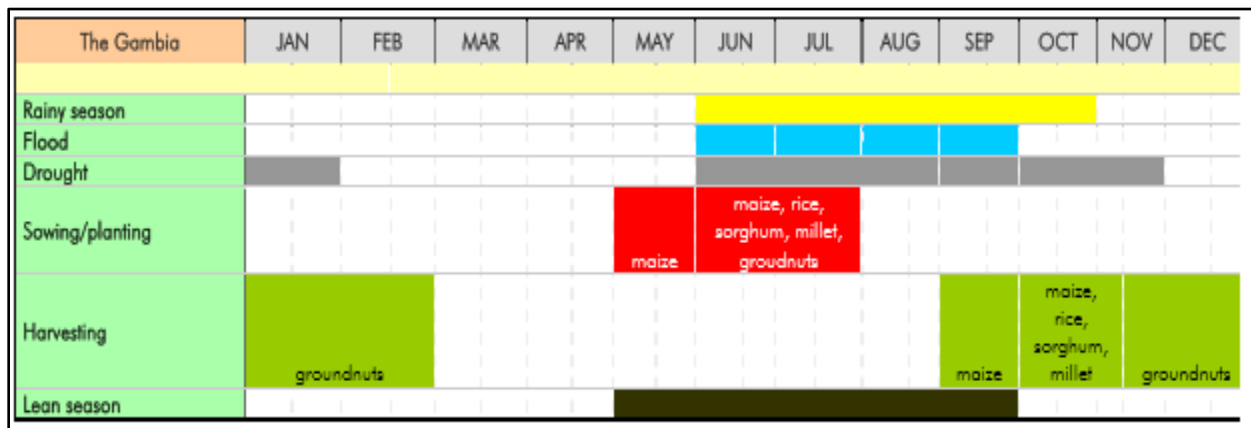 The Gambia JAN FEB MAR APR MAY JUN JUL AUG SEP OCT NOV DEC
Rainy season
Flood
Drought
Sowing/planting
maize
maize, rice,
sorghum, millet,
groudnuts
Harvesting
groundnuts
maize
maize,
rice,
sorghum,
millet
groundnuts
Lean season